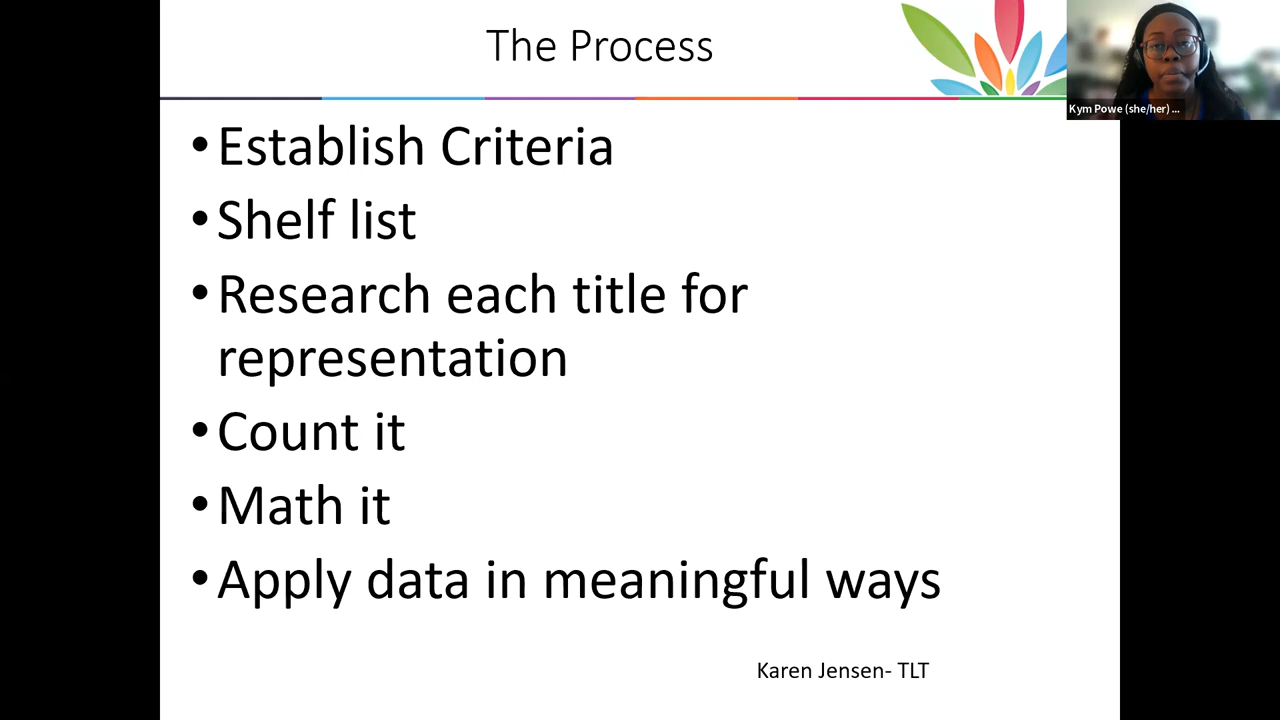 The Process
Kym Powe (she/her) ...
• Establish Criteria
• Shelf list
• Research each title for
representation
• Count it
• Math it
• Apply data in meaningful ways
Karen Jensen- TLT